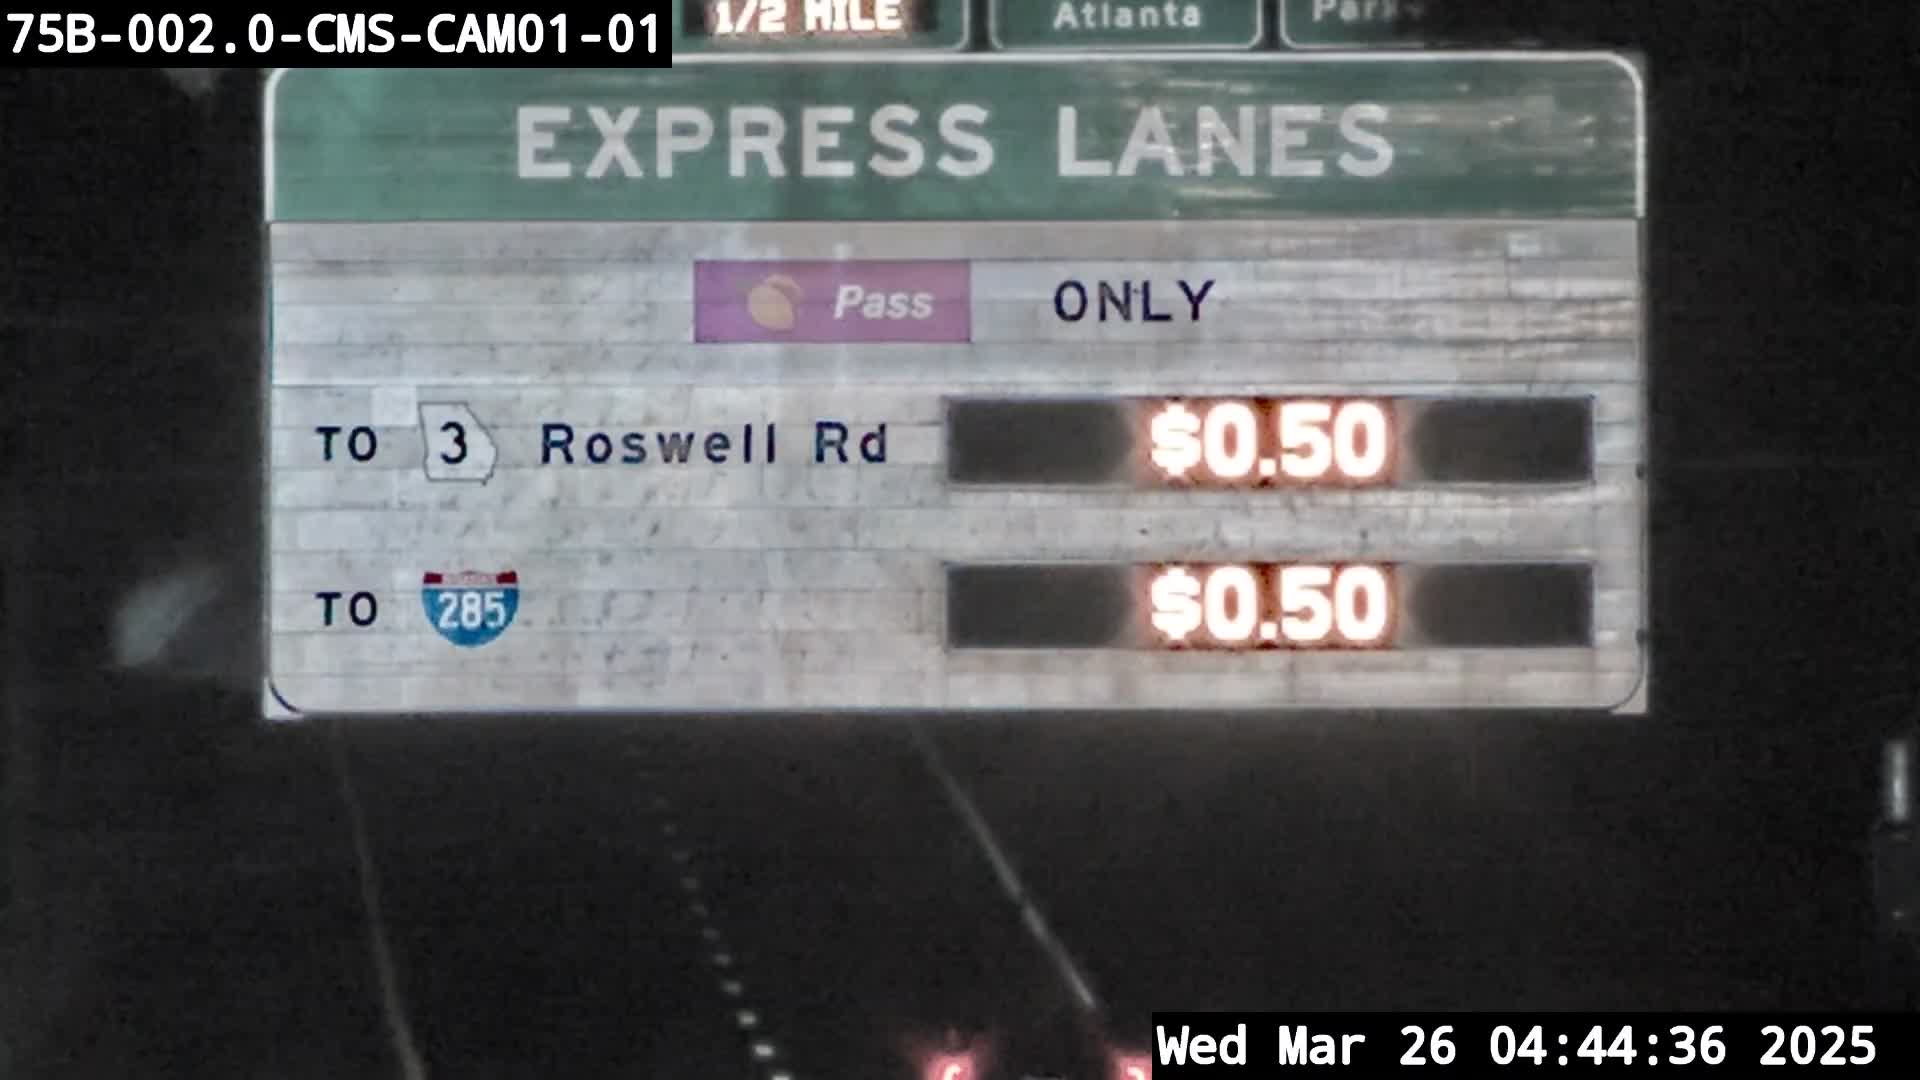 75B-002.0-CMS-CAM01-01
1/2 MILE
Atlanta
EXPRESS LANES
Pass ONLY
TO 3 Roswell Rd $0.50
TO 285 $0.50
Wed Mar 26 04:44:36 2025